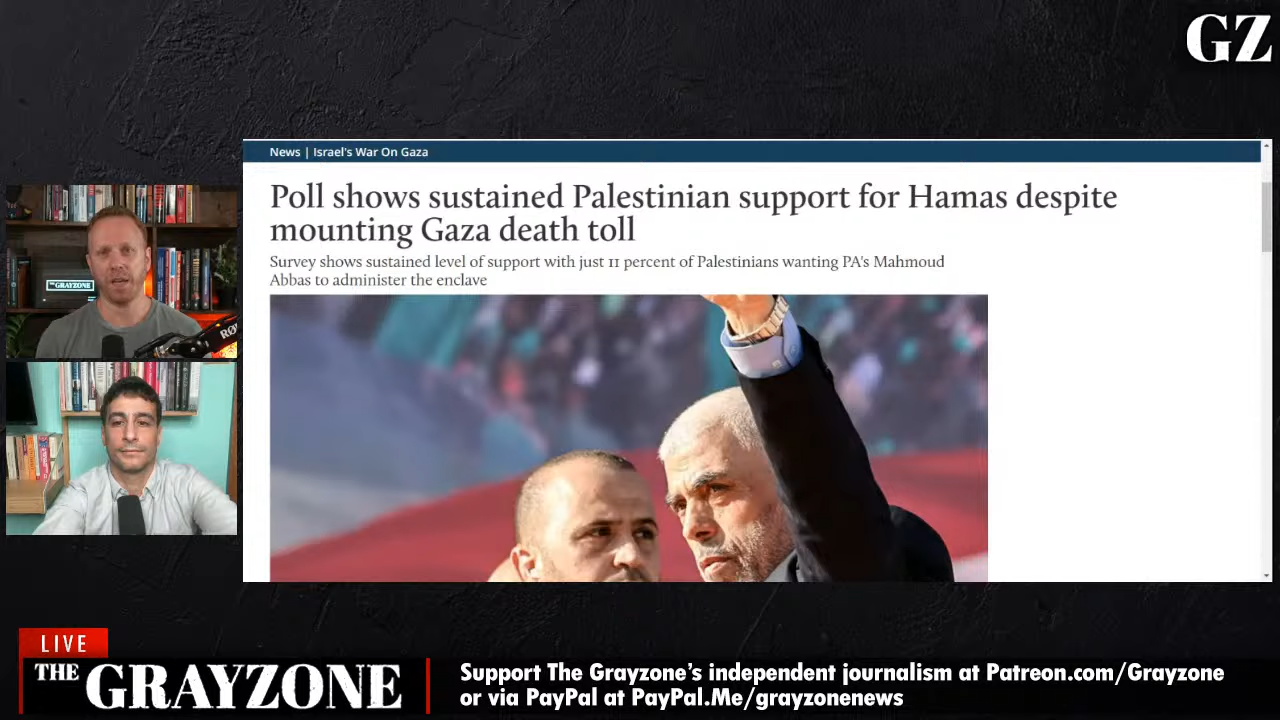 GZ
News | Israel's War On Gaza
Poll shows sustained Palestinian support for Hamas despite
mounting Gaza death toll
Survey shows sustained level of support with just 11 percent of Palestinians wanting PA's Mahmoud
Abbas to administer the enclave
THE GRAYZONE
RØD
LIVE
THE GRAYZONE
Support The Grayzone's independent journalism at Patreon.com/Grayzone
or via PayPal at PayPal.Me/grayzonenews